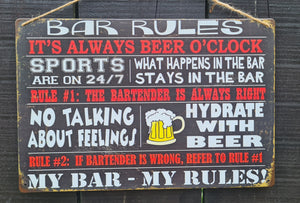 BAR RULES
IT'S ALWAYS BEER O'CLOCK
SPORTS
ARE ON 24/7
WHAT HAPPENS IN THE BAR
STAYS IN THE BAR
RULE #1: THE BARTENDER IS ALWAYS RIGHT
NO TALKING
ABOUT FEELINGS
HYDRATE
WITH
BEER
RULE #2: IF BARTENDER IS WRONG, REFER TO RULE #1
MY BAR - MY RULES!